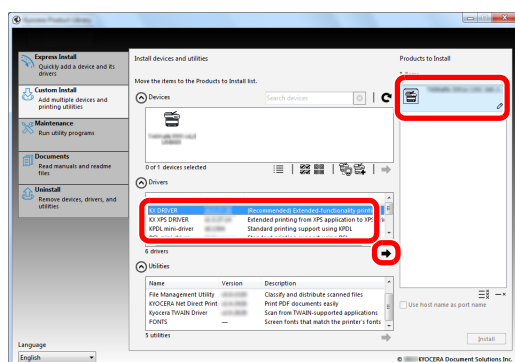 Express Install
Quickly add a device and its
drivers
Custom Install
Add multiple devices and
printing utilities
Maintenance
Run utility programs
Documents
Read manuals and readme
files
Uninstall
Remove devices, drivers, and
utilities
Language
English
Install devices and utilities
Move the items to the Products to Install list.
Devices
Search devices
0 of 1 devices selected
Drivers
KX DRIVER (Recommended) Extended-functionality
KX XPS DRIVER Extended printing from XPS application to XPS
KPDL mini-driver Standard printing support using KPDL
6 drivers
Utilities
Name Version Description
File Management Utility Classify and distribute scanned files
KYOCERA Net Direct Print Print PDF documents easily
Kyocera TWAIN Driver Scan from TWAIN-supported applications
FONTS — Screen fonts that match the printer's fonts
5 utilities
Products to Install
Use host name as port name
Install
© KYOCERA Document Solutions Inc.